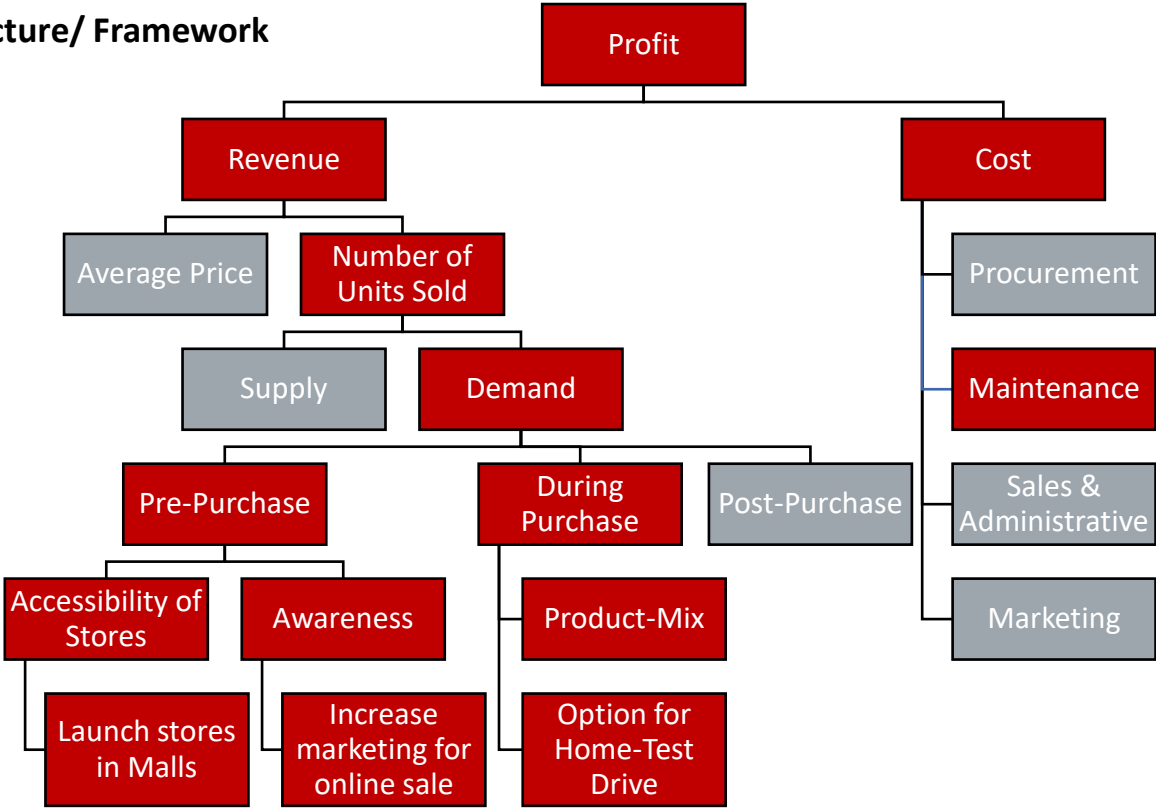 cture/ Framework
Profit
Revenue
Cost
Average Price
Number of
Units Sold
Procurement
Supply
Demand
Maintenance
Pre-Purchase
During
Purchase
Post-Purchase
Sales &
Administrative
Accessibility of
Stores
Awareness
Product-Mix
Marketing
Launch stores
in Malls
Increase
marketing for
online sale
Option for
Home-Test
Drive